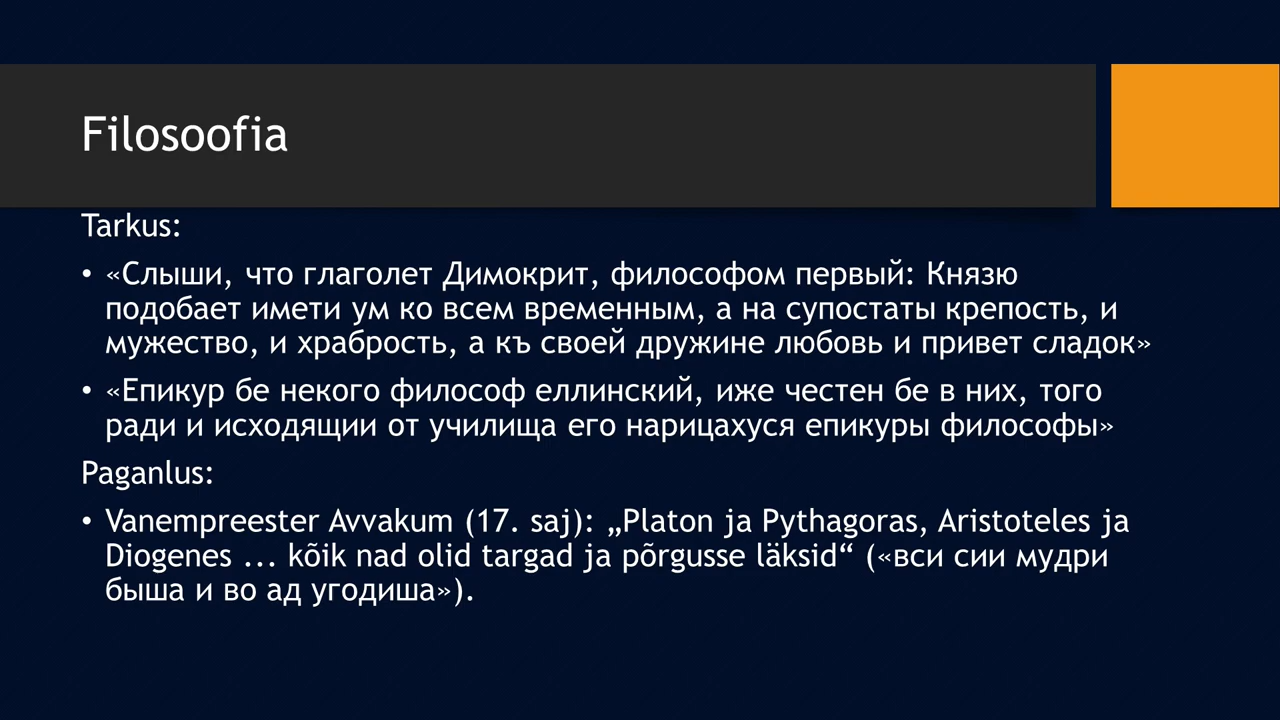 Filosoofia
Tarkus:
• «Слыши, что глаголет Димокрит, философом первый: Князю
подобает имети ум ко всем временным, а на супостаты крепость, и
мужество, и храбрость, а къ своей дружине любовь и привет сладок»
• «Епикур бе некого философ еллинский, иже честен бе в них, того
ради и исходящии от училища его нарицахуся епикуры философы»
Paganlus:
• Vanempreester Avvakum (17. saj): „Platon ja Pythagoras, Aristoteles ja
Diogenes ... kõik nad olid targad ja põrgusse läksid“ («вси сии мудри
быша и во ад угодиша»).